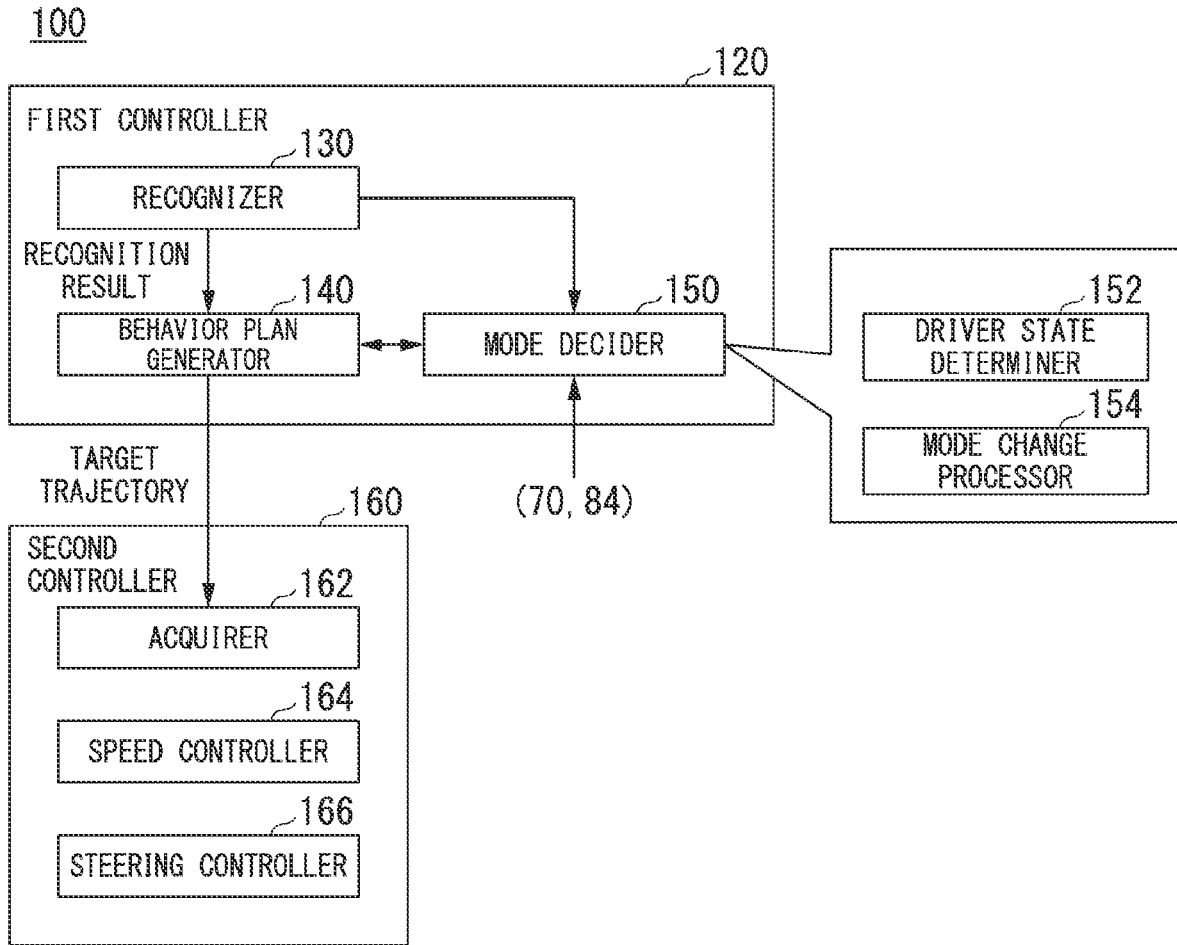 100
120
FIRST CONTROLLER
130
RECOGNIZER
RECOGNITION
RESULT
140
BEHAVIOR PLAN
GENERATOR
150
MODE DECIDER
152
DRIVER STATE
DETERMINER
154
MODE CHANGE
PROCESSOR
TARGET
TRAJECTORY
(70, 84)
160
SECOND
CONTROLLER
162
ACQUIRER
164
SPEED CONTROLLER
166
STEERING CONTROLLER